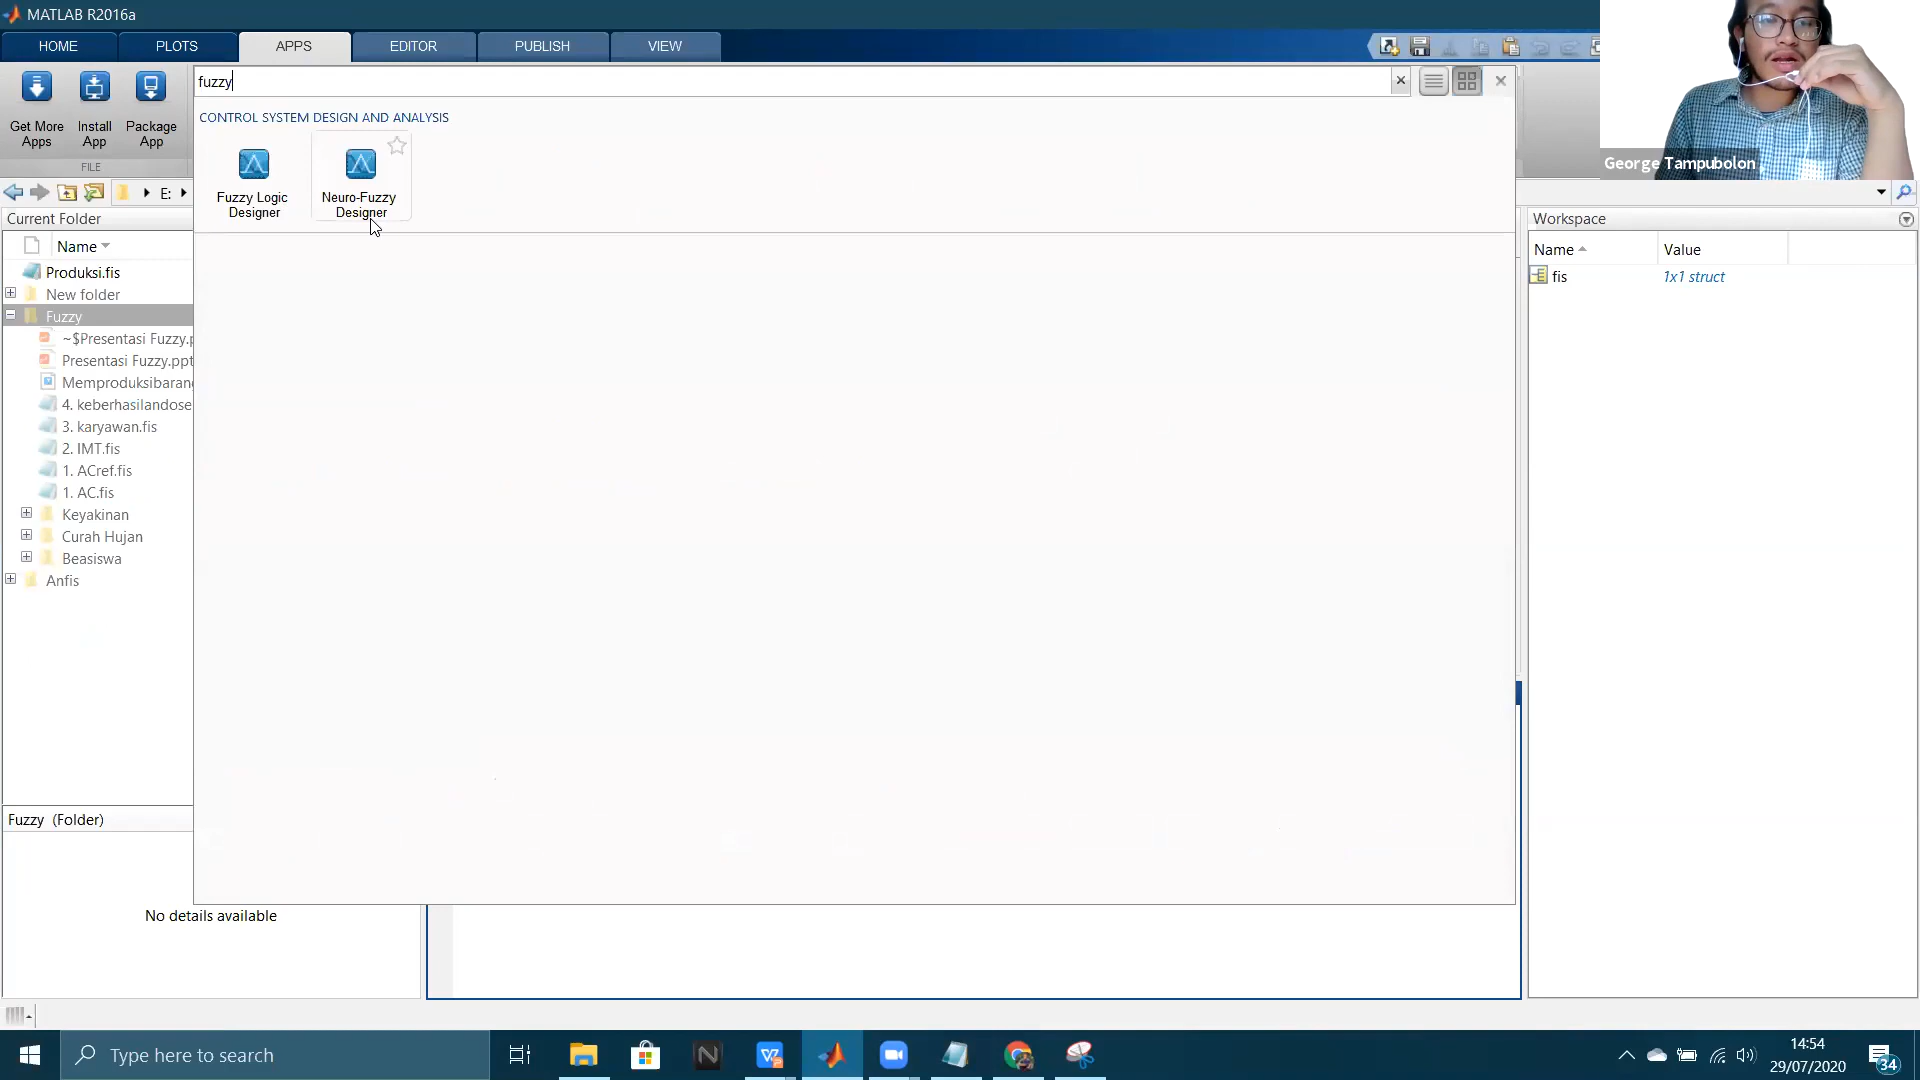 MATLAB R2016a
HOME
PLOTS
APPS
EDITOR
PUBLISH
VIEW
fuzzy
Get More
Apps
Install
App
Package
App
FILE
CONTROL SYSTEM DESIGN AND ANALYSIS
Fuzzy Logic
Designer
Neuro-Fuzzy
Designer
George Tampubolon
E:
Current Folder
Name
Produksi.fis
New folder
Fuzzy
~$Presentasi Fuzzy.p
Presentasi Fuzzy.ppt
Memproduksibarang
4. keberhasilandose
3. karyawan.fis
2. IMT.fis
1. ACref.fis
1. AC.fis
Keyakinan
Curah Hujan
Beasiswa
Anfis
Fuzzy (Folder)
No details available
Workspace
Name
Value
fis
1x1 struct
Type here to search
14:54
29/07/2020
34